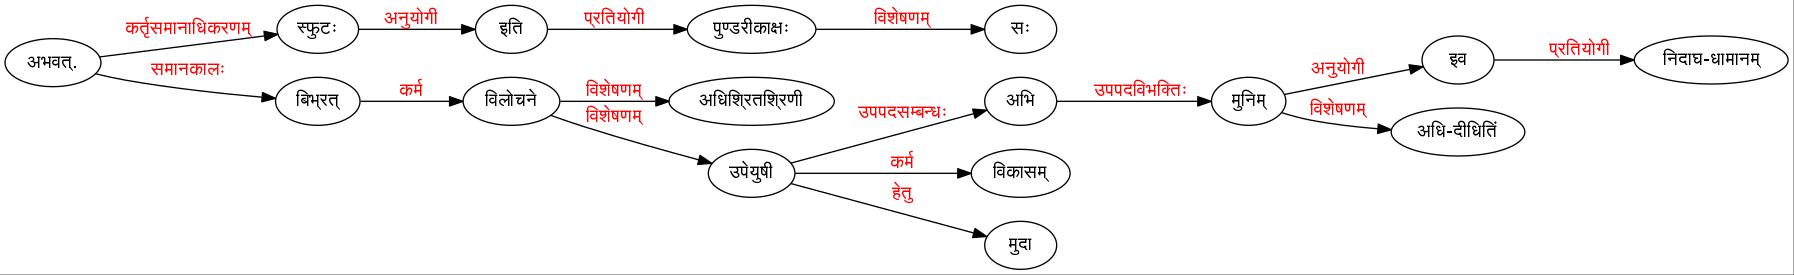 कर्तृसमानाधिकरणम् स्फुटः अनुयोगी इति प्रतियोगी पुण्डरीकाक्षः विशेषणम् सः
अभवत्. समानकालः
बिभ्रत् कर्म विलोचने विशेषणम् अधिश्रितश्रिणी
विशेषणम्
उपेयुषी उपपदसम्बन्धः अभि उपपदविभक्तिः मुनिम् अनुयोगी इव प्रतियोगी निदाघ-धामानम्
विशेषणम् अधि-दीधितिं
कर्म विकासम्
हेतु मुदा